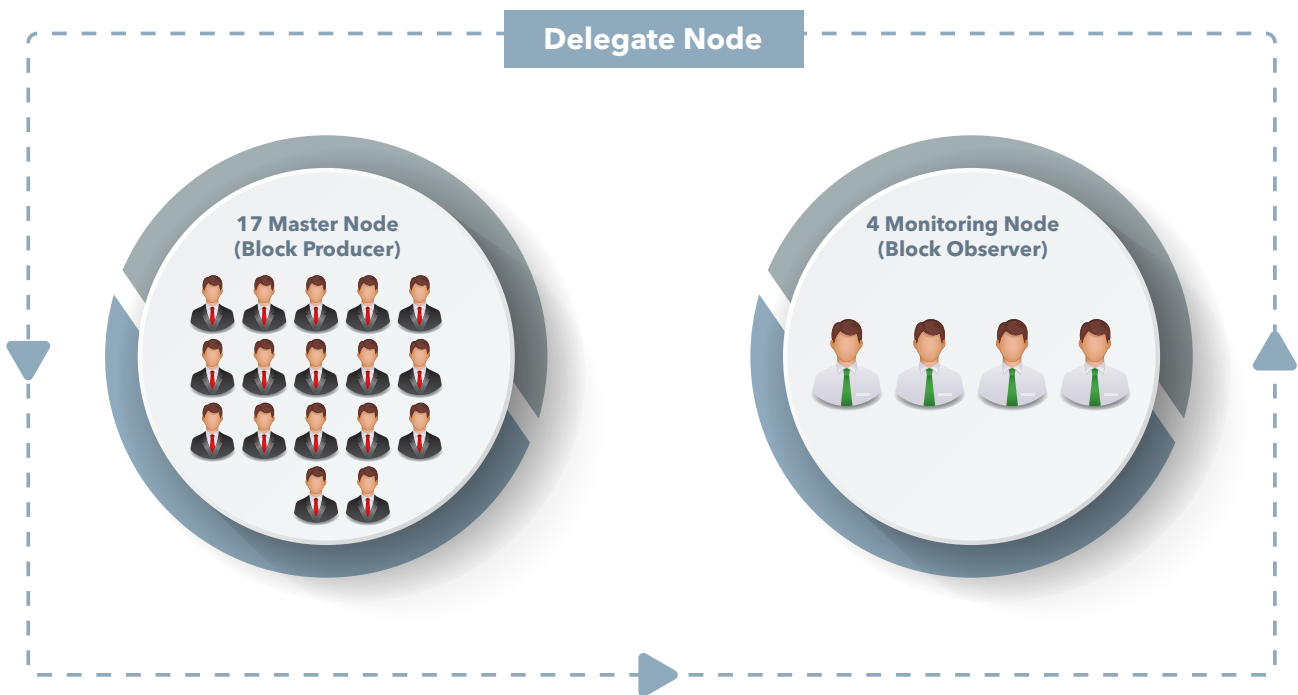 Delegate Node
17 Master Node
(Block Producer)
4 Monitoring Node
(Block Observer)